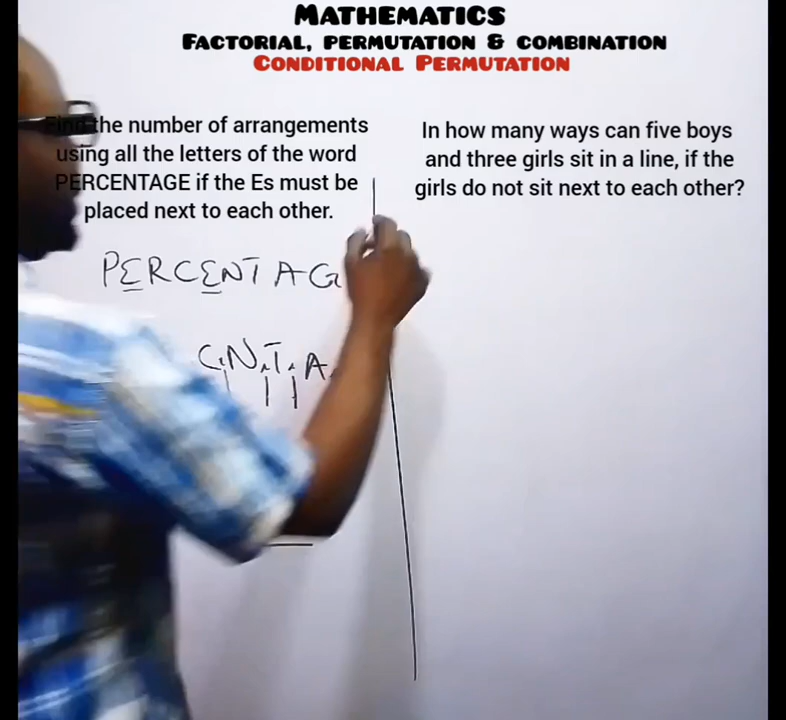 MATHEMATICS
FACTORIAL, PERMUTATION & COMBINATION
CONDITIONAL PERMUTATION
Find the number of arrangements
using all the letters of the word
PERCENTAGE if the Es must be
placed next to each other.
PERCENTAG
C, N, T, A,
In how many ways can five boys
and three girls sit in a line, if the
girls do not sit next to each other?